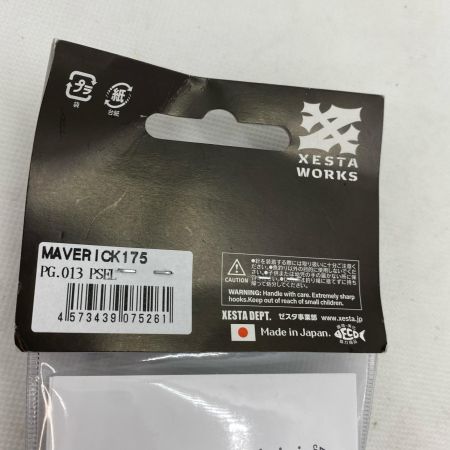 プラ
袋
紙
台紙
XESTA
WORKS
MAVERICK175
PG.013 PSEL
4 573439 075261
CAUTION
WARNING: Handle with care. Extremely sharp
hooks.Keep out of reach of small children.
XESTA DEPT. ゼスタ事業部 www.xesta.jp
Made in Japan.